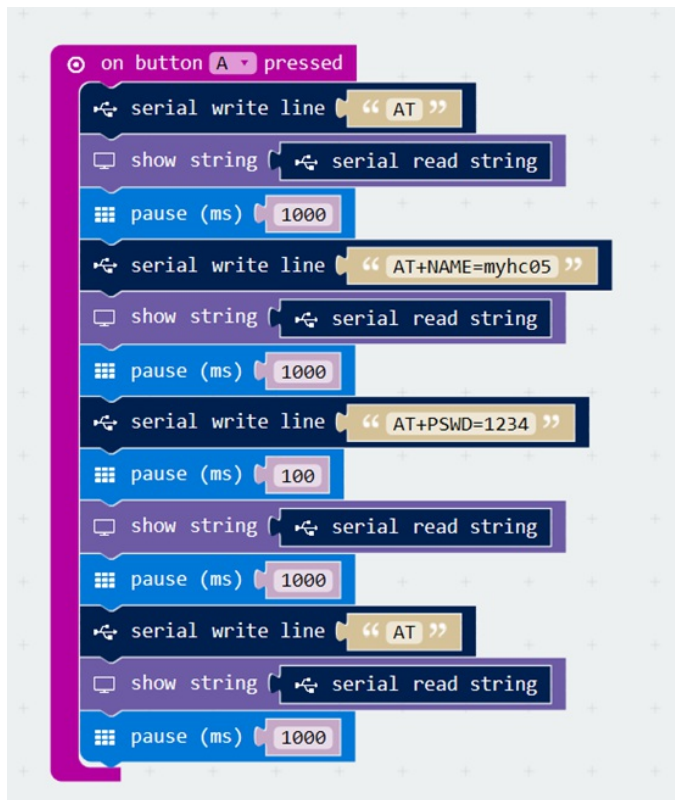 on button A pressed
serial write line “ AT ”
show string serial read string
pause (ms) 1000
serial write line “ AT+NAME=myhc05 ”
show string serial read string
pause (ms) 1000
serial write line “ AT+PSWD=1234 ”
pause (ms) 100
show string serial read string
pause (ms) 1000
serial write line “ AT ”
show string serial read string
pause (ms) 1000